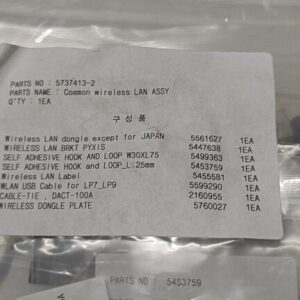 PARTS NO : 5737413-2
PARTS NAME : Common wireless LAN ASSY
Q'TY : 1EA
구 성 품
Wireless LAN dongle except for JAPAN 5561627 1EA
WIRELESS LAN BRKT PYXIS 5447638 1EA
SELF ADHESIVE HOOK AND LOOP W30XL75 5499363 1EA
SELF ADHESIVE HOOK and LOOP_L:25mm 5453759 1EA
Wireless LAN Label 5455581 1EA
WLAN USB Cable for LP7_LP9 5599290 1EA
CABLE-TIE , DACT-100A 2160955 1EA
WIRELESS DONGLE PLATE 5760027 1EA
PARTS NO : 5453759